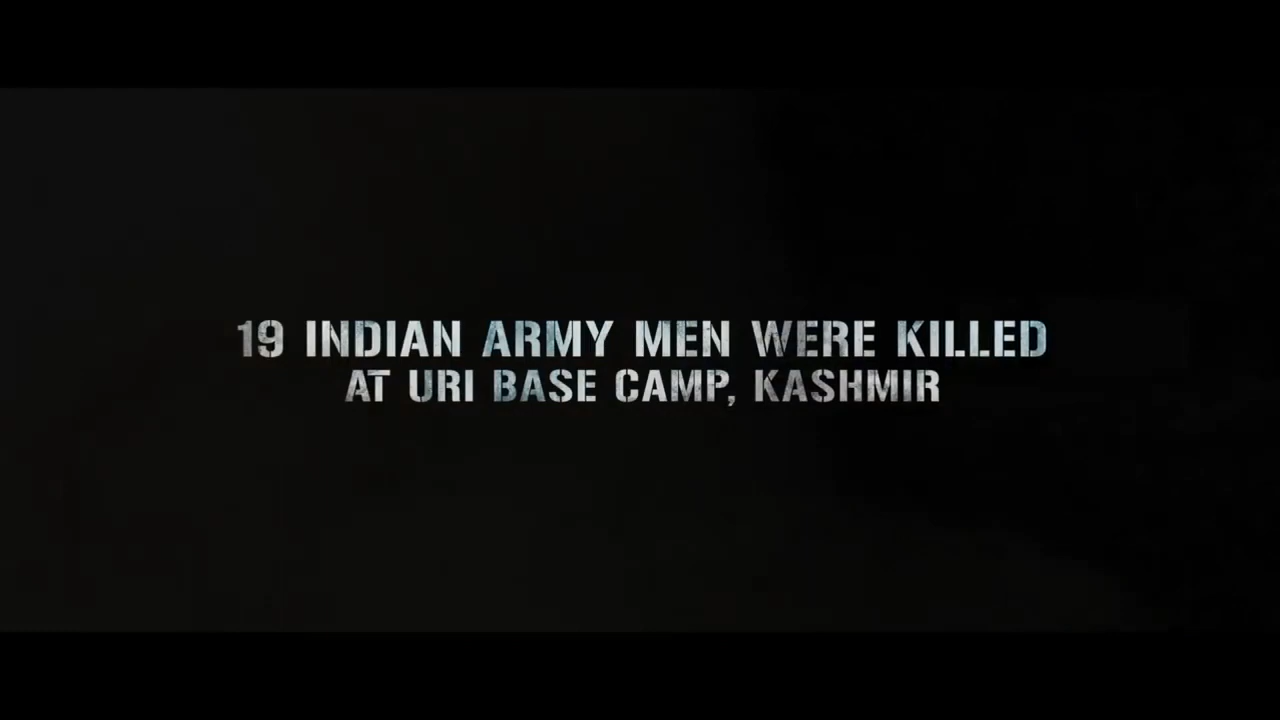 19 INDIAN ARMY MEN WERE KILLED
AT URI BASE CAMP, KASHMIR